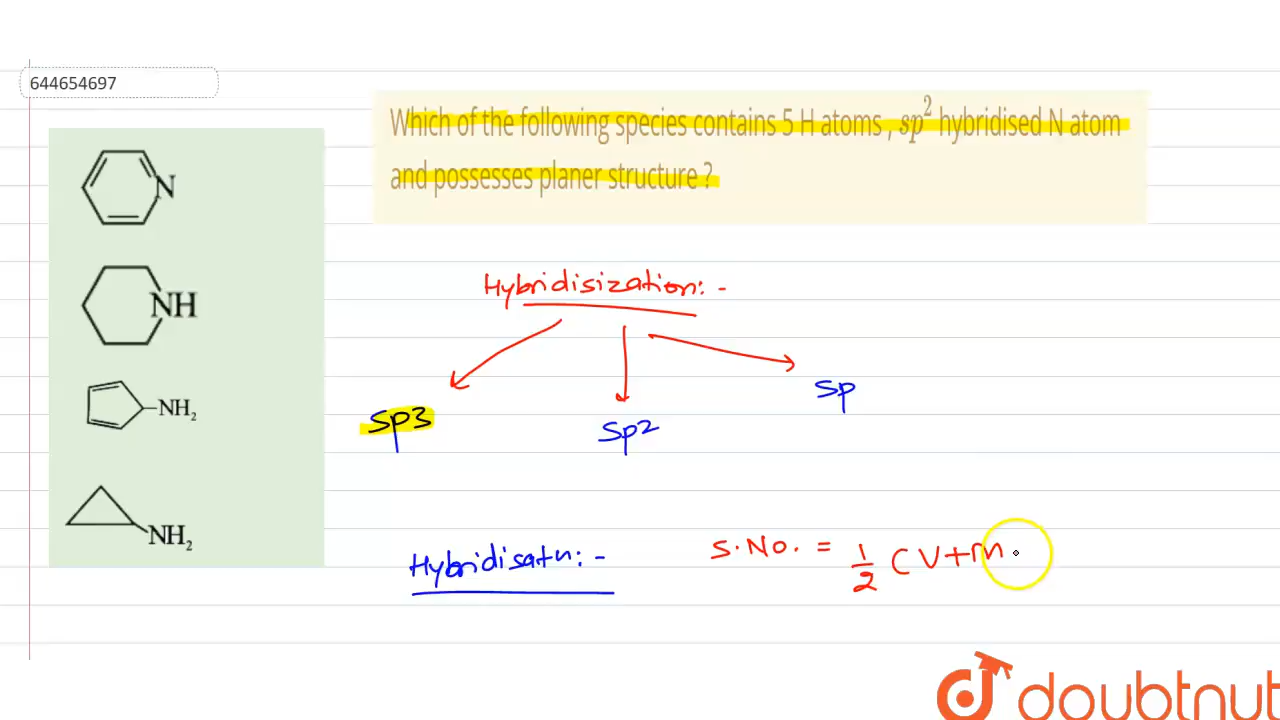 644654697
Which of the following species contains 5 H atoms , sp² hybridised N atom
and possesses planer structure ?
N
NH
NH₂
NH₂
Hybridisization: -
Sp3
Sp2
Sp
Hybridisatn: -
S.No. = 1/2 (V+M
doubtnut